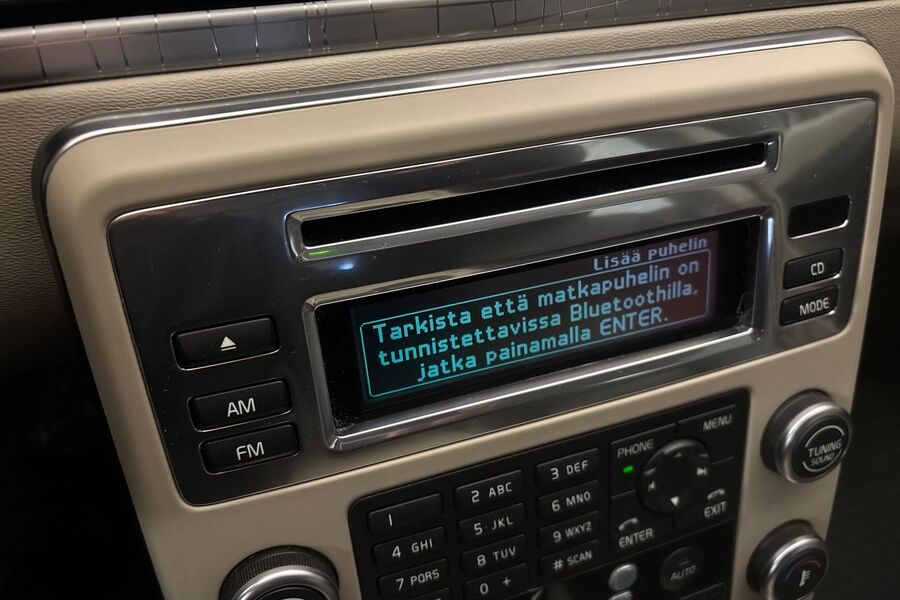 Lisää puhelin
Tarkista että matkapuhelin on
tunnistettavissa Bluetoothilla,
jatka painamalla ENTER.
CD
MODE
AM
FM
TUNING
SOUND
PHONE
MENU
1
2 ABC
3 DEF
4 GHI
5 JKL
6 MNO
7 PQRS
8 TUV
9 WXYZ
0 +
# SCAN
ENTER
EXIT
AUTO